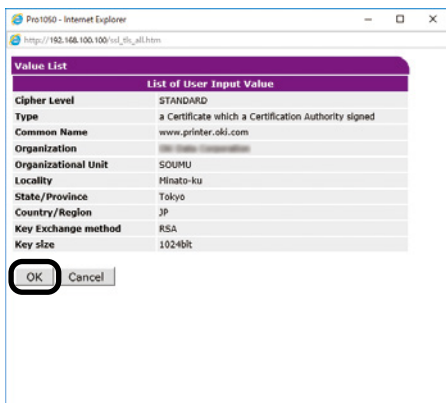 Pro1050 - Internet Explorer
http://192.168.100.100/ssl_tls_all.htm
Value List
List of User Input Value
Cipher Level STANDARD
Type a Certificate which a Certification Authority signed
Common Name www.printer.oki.com
Organization
Organizational Unit SOUMU
Locality Minato-ku
State/Province Tokyo
Country/Region JP
Key Exchange method RSA
Key size 1024bit
OK Cancel